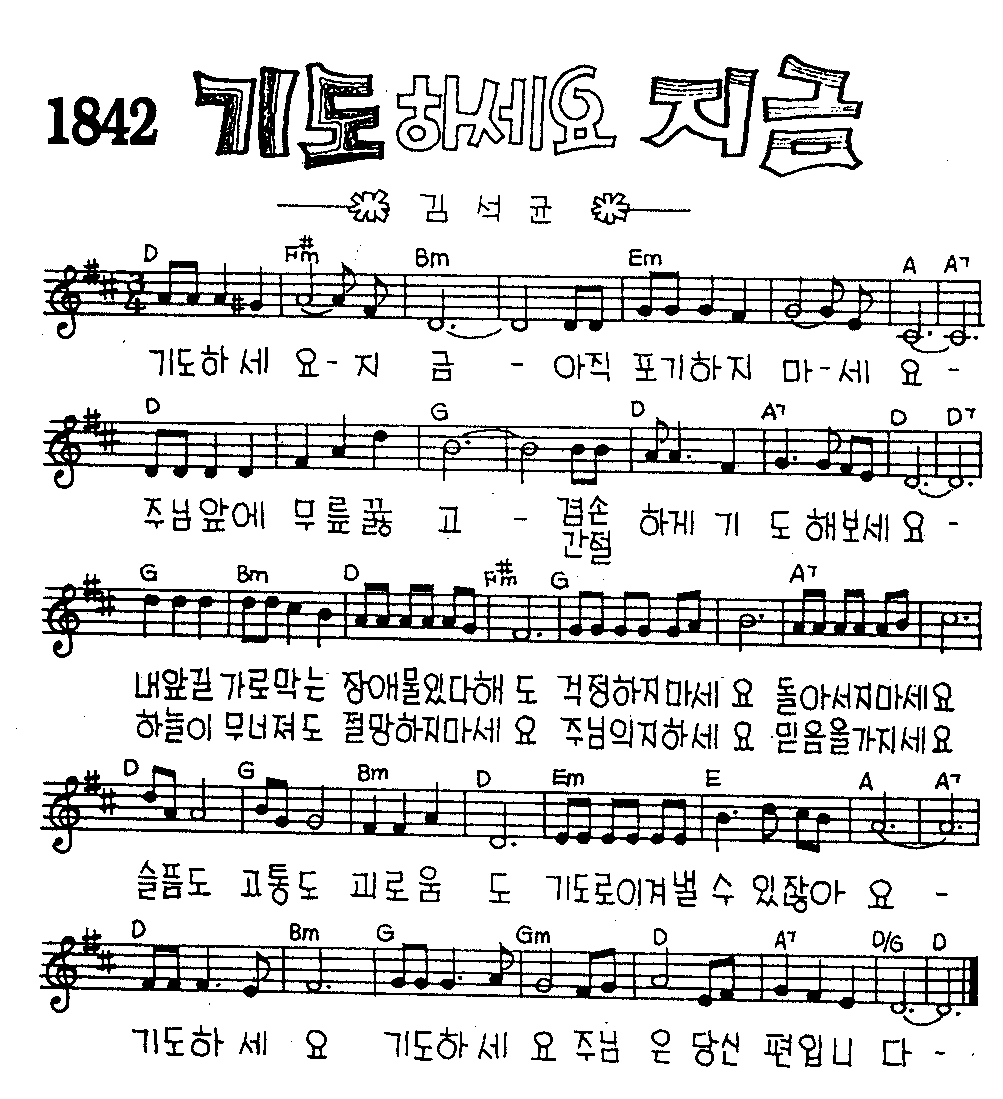 1842 기도하세요 지금
김 석 균
D F#m Bm Em A A7
3/4
기도하 세 요- 지 금 - 아직 포기하지 마-세 요 -
D G D A7 D D7
주님앞에 무릎꿇 고 - 겸손 하게 기 도 해보세 요 -
간절
G Bm D F#m G A7
내앞길 가로막는 장애물있다해 도 걱정하지마세 요 돌아서지마세요
하늘이 무너져도 절망하지마세 요 주님의지하세 요 믿음을가지세요
D G Bm D Em E A A7
슬픔도 고통도 괴로움 도 기도로이겨낼 수 있잖아 요 -
D Bm G Gm D A7 D/G D
기도하 세 요 기도하 세 요 주님 은 당신 편입니 다 -